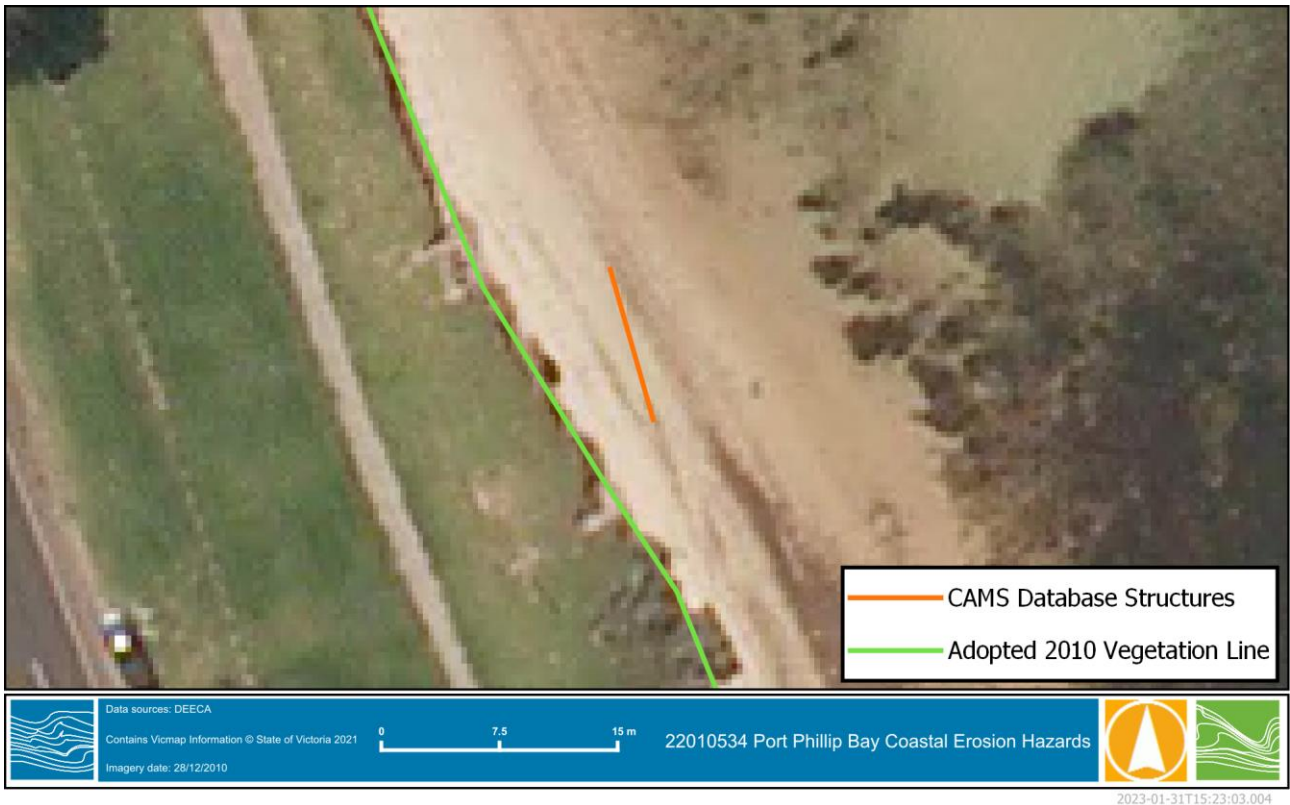 CAMS Database Structures
Adopted 2010 Vegetation Line
Data sources: DEECA
Contains Vicmap Information © State of Victoria 2021
Imagery date: 28/12/2010
0 7.5 15 m
22010534 Port Phillip Bay Coastal Erosion Hazards
2023-01-31T15:23:03.004